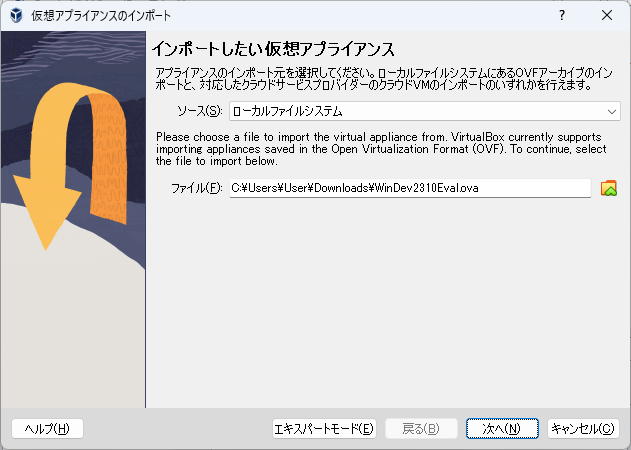 仮想アプライアンスのインポート
?
インポートしたい仮想アプライアンス
アプライアンスのインポート元を選択してください。ローカルファイルシステムにあるOVFアーカイブのイン
ポートと、対応したクラウドサービスプロバイダーのクラウドVMのインポートのいずれかを行えます。
ソース(S): ローカルファイルシステム
Please choose a file to import the virtual appliance from. VirtualBox currently supports
importing appliances saved in the Open Virtualization Format (OVF). To continue, select
the file to import below.
ファイル(F): C:¥Users¥User¥Downloads¥WinDev2310Eval.ova
ヘルプ(H) エキスパートモード(E) 戻る(B) 次へ(N) キャンセル(C)